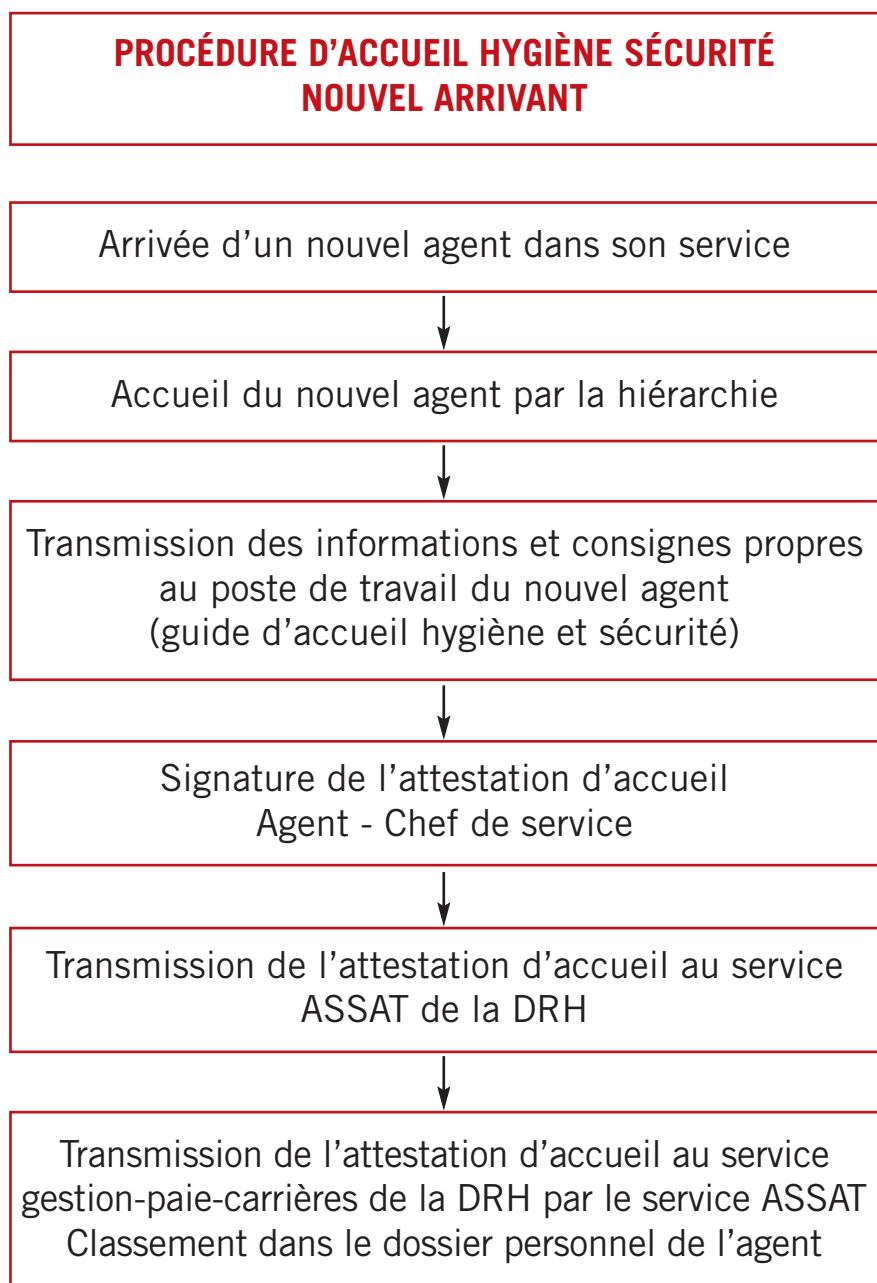 PROCÉDURE D’ACCUEIL HYGIÈNE SÉCURITÉ
NOUVEL ARRIVANT
Arrivée d’un nouvel agent dans son service
Accueil du nouvel agent par la hiérarchie
Transmission des informations et consignes propres
au poste de travail du nouvel agent
(guide d’accueil hygiène et sécurité)
Signature de l’attestation d’accueil
Agent - Chef de service
Transmission de l’attestation d’accueil au service
ASSAT de la DRH
Transmission de l’attestation d’accueil au service
gestion-paie-carrières de la DRH par le service ASSAT
Classement dans le dossier personnel de l’agent